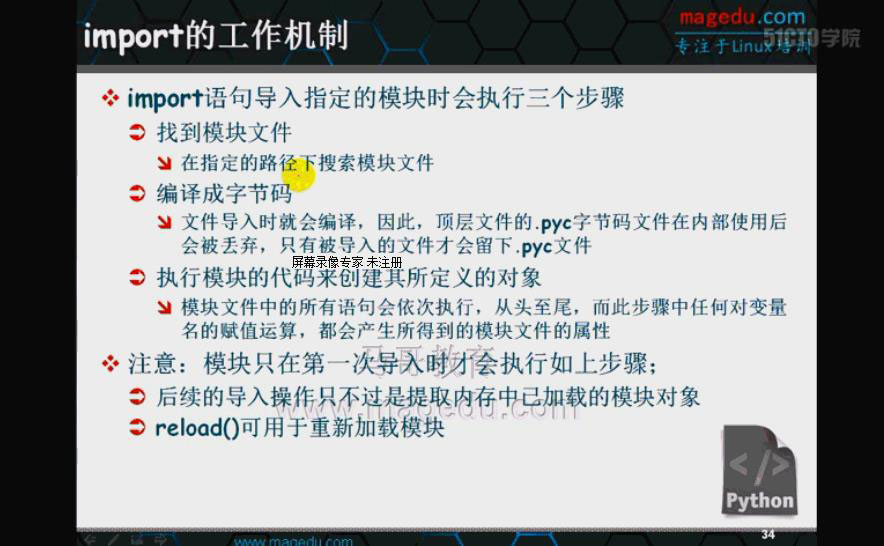 magedu.com
专注于Linux培训
51CTO学院
import的工作机制
import语句导入指定的模块时会执行三个步骤
找到模块文件
在指定的路径下搜索模块文件
编译成字节码
文件导入时就会编译，因此，顶层文件的.pyc字节码文件在内部使用后
会被丢弃，只有被导入的文件才会留下.pyc文件
屏幕录像专家 未注册
执行模块的代码来创建其所定义的对象
模块文件中的所有语句会依次执行，从头至尾，而此步骤中任何对变量
名的赋值运算，都会产生所得到的模块文件的属性
马哥教育
注意：模块只在第一次导入时才会执行如上步骤；
后续的导入操作只不过是提取内存中已加载的模块对象
www.magedu.com
reload()可用于重新加载模块
</>
Python
34
www.magedu.com